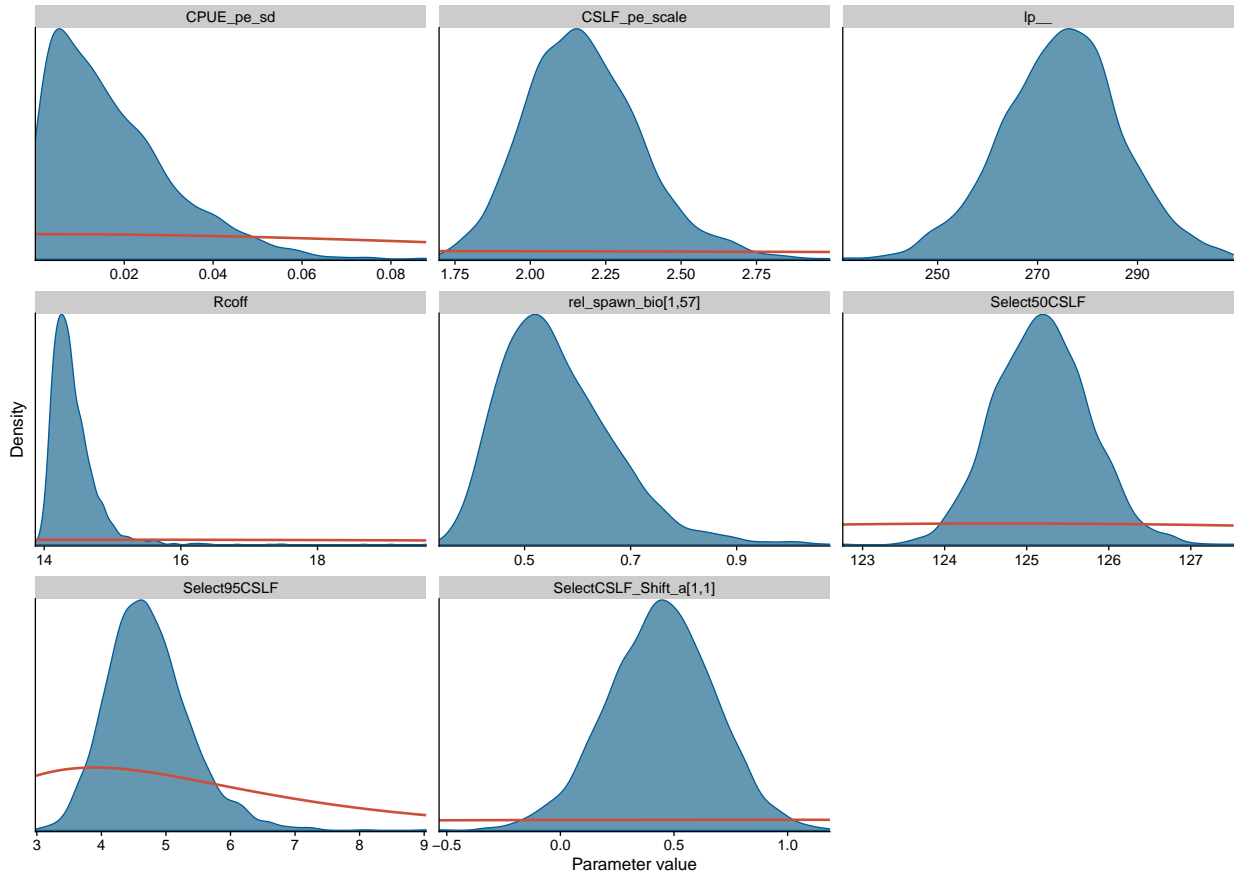 CPUE_pe_sd CSLF_pe_scale lp__
0.02 0.04 0.06 0.08 1.75 2.00 2.25 2.50 2.75 250 270 290
Rcoff rel_spawn_bio[1,57] Select50CSLF
14 16 18 0.5 0.7 0.9 123 124 125 126 127
Select95CSLF SelectCSLF_Shift_a[1,1]
3 4 5 6 7 8 9 −0.5 0.0 0.5 1.0
Density
Parameter value